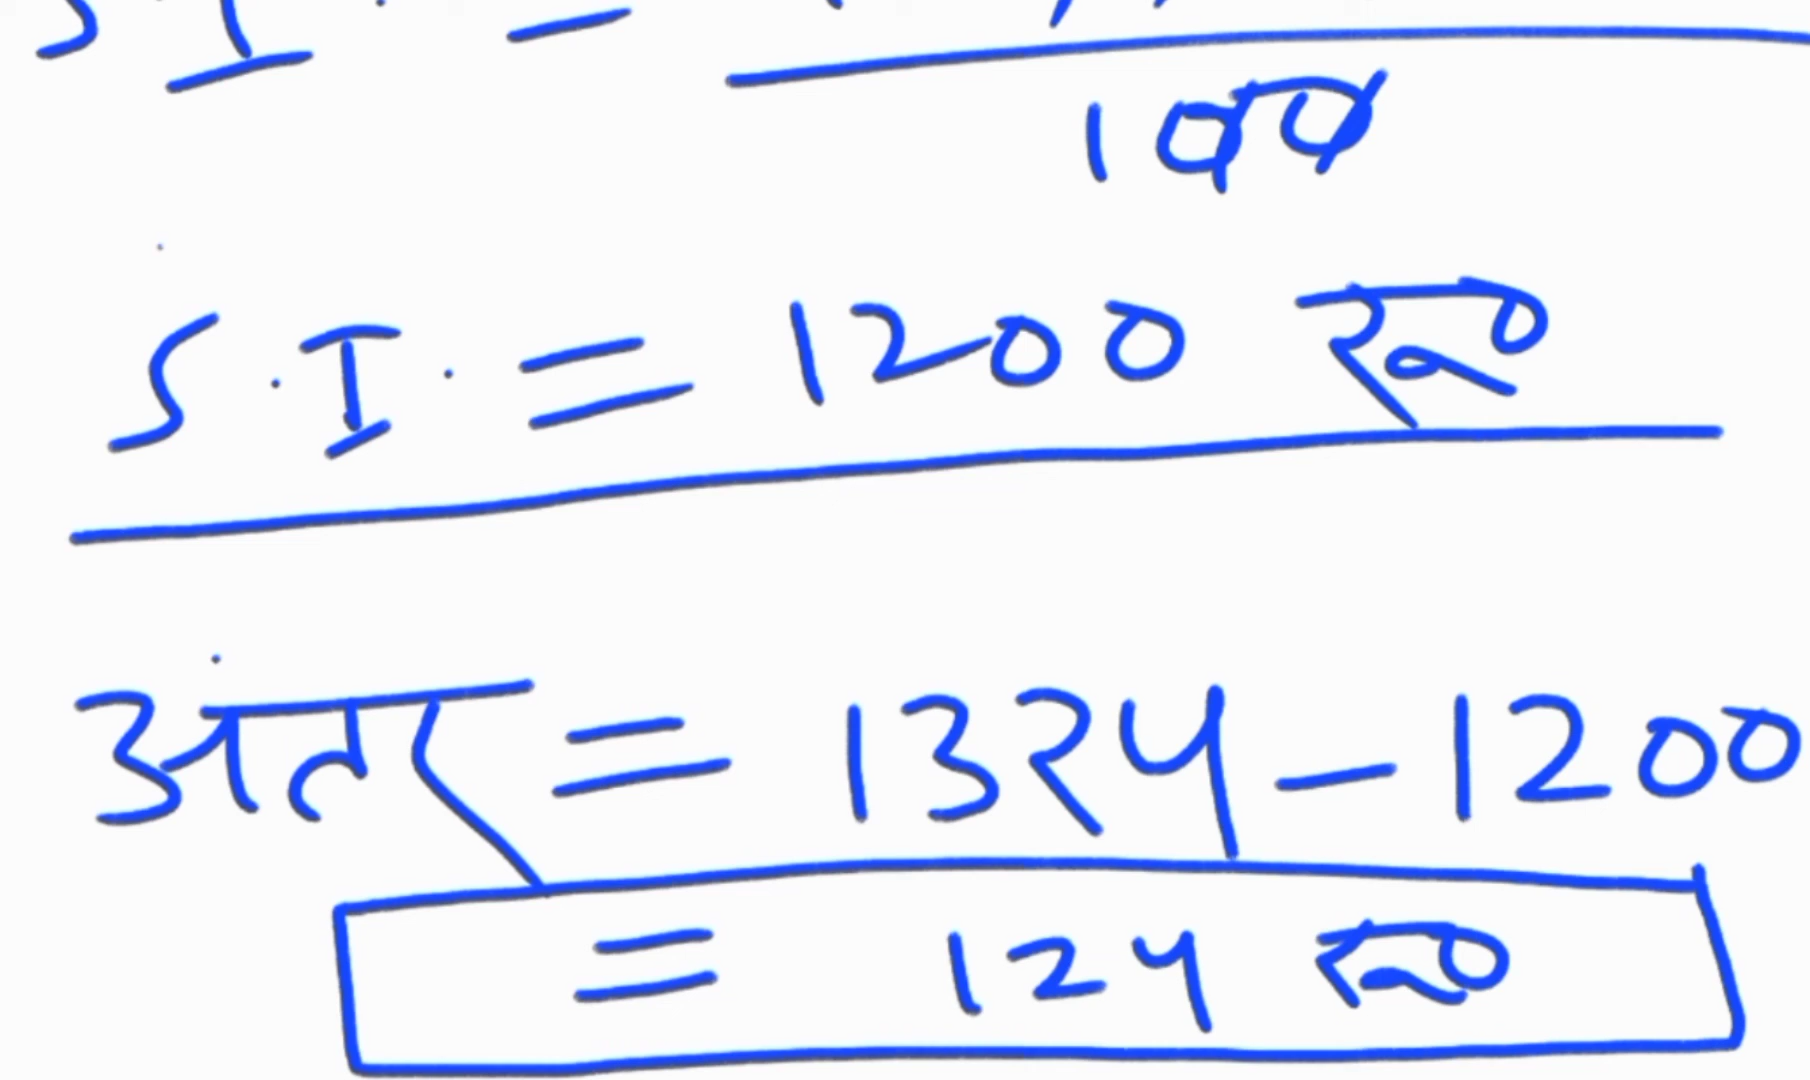 S.I. =
100
S.I. = 1200 रू०
अंतर = 1324 - 1200
= 124 रू०